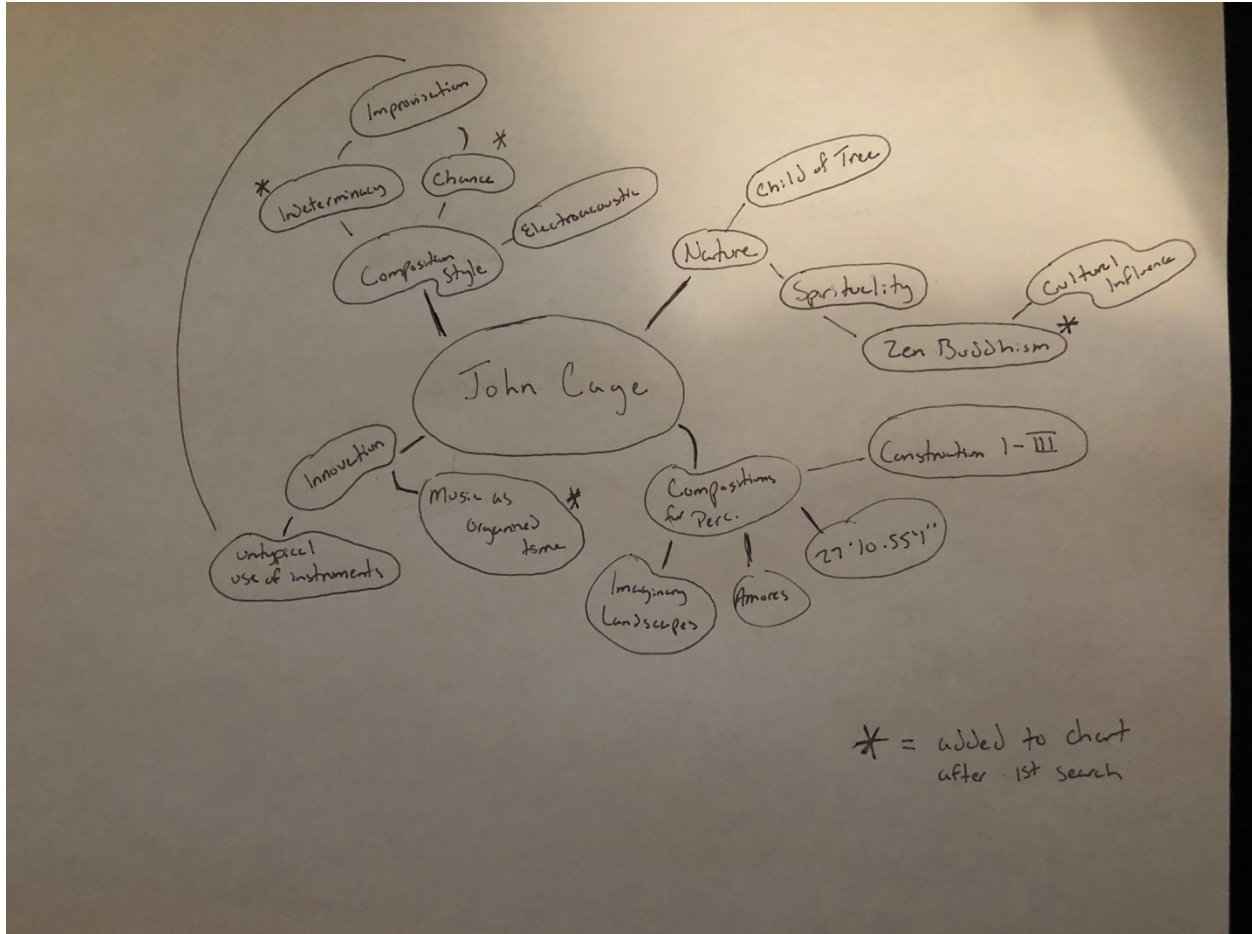 Improvisation
*
*
Indeterminacy
Chance
Electroacoustic
Composition
Style
Child of Tree
Nature
Spirituality
Cultural
Influence
Zen Buddhism
*
John Cage
Innovation
Music as
Organized
time
*
untypical
use of instruments
Compositions
for Perc.
Construction I-III
27'10.554"
Imaginary
Landscapes
Amores
* = added to chart
after 1st search